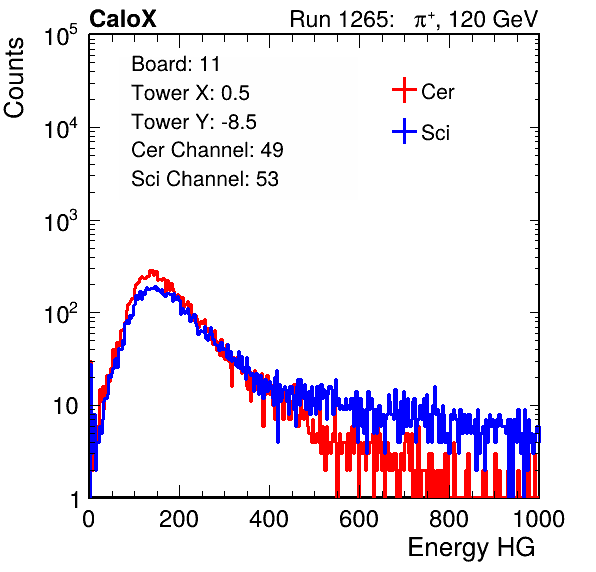 CaloX Run 1265: π⁺, 120 GeV
Counts
10⁵
10⁴
10³
10²
10
1
Board: 11
Tower X: 0.5
Tower Y: -8.5
Cer Channel: 49
Sci Channel: 53
Cer
Sci
0 200 400 600 800 1000
Energy HG